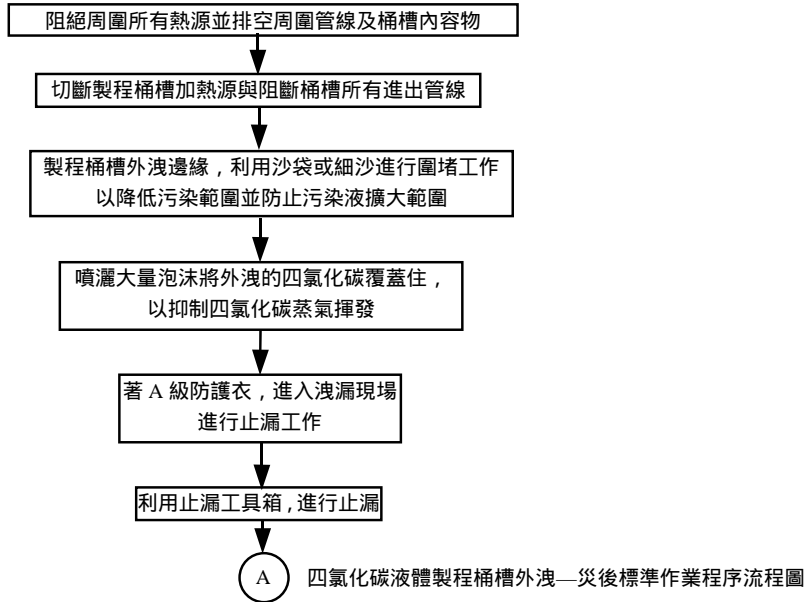 阻絕周圍所有熱源並排空周圍管線及桶槽內容物
切斷製程桶槽加熱源與阻斷桶槽所有進出管線
製程桶槽外洩邊緣，利用沙袋或細沙進行圍堵工作
以降低污染範圍並防止污染液擴大範圍
噴灑大量泡沫將外洩的四氯化碳覆蓋住，
以抑制四氯化碳蒸氣揮發
著 A 級防護衣，進入洩漏現場
進行止漏工作
利用止漏工具箱，進行止漏
A 四氯化碳液體製程桶槽外洩—災後標準作業程序流程圖